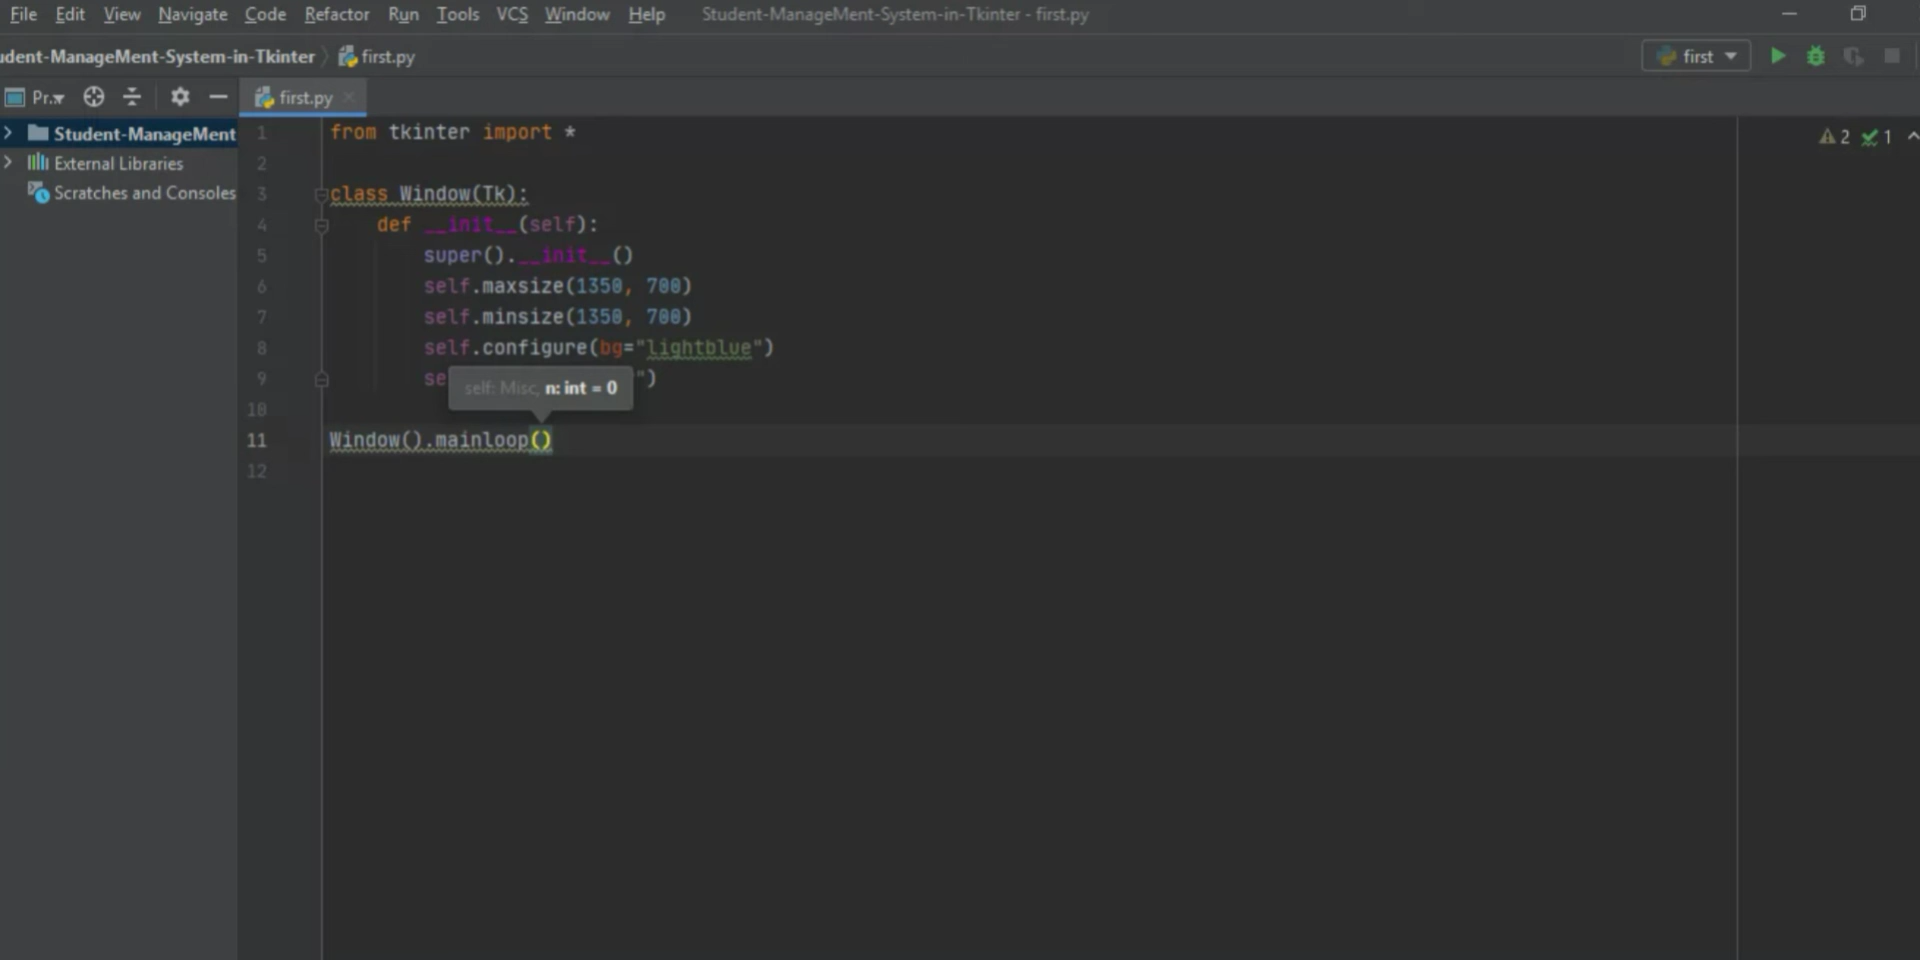 File Edit View Navigate Code Refactor Run Tools VCS Window Help Student-ManageMent-System-in-Tkinter - first.py
udent-ManageMent-System-in-Tkinter first.py first
Pr... first.py
Student-ManageMent
External Libraries
Scratches and Consoles
2 1
1 from tkinter import *
2
3 class Window(Tk):
4 def __init__(self):
5 super().__init__()
6 self.maxsize(1350, 700)
7 self.minsize(1350, 700)
8 self.configure(bg="lightblue")
9 se ")
self: Misc, n: int = 0
10
11 Window().mainloop()
12